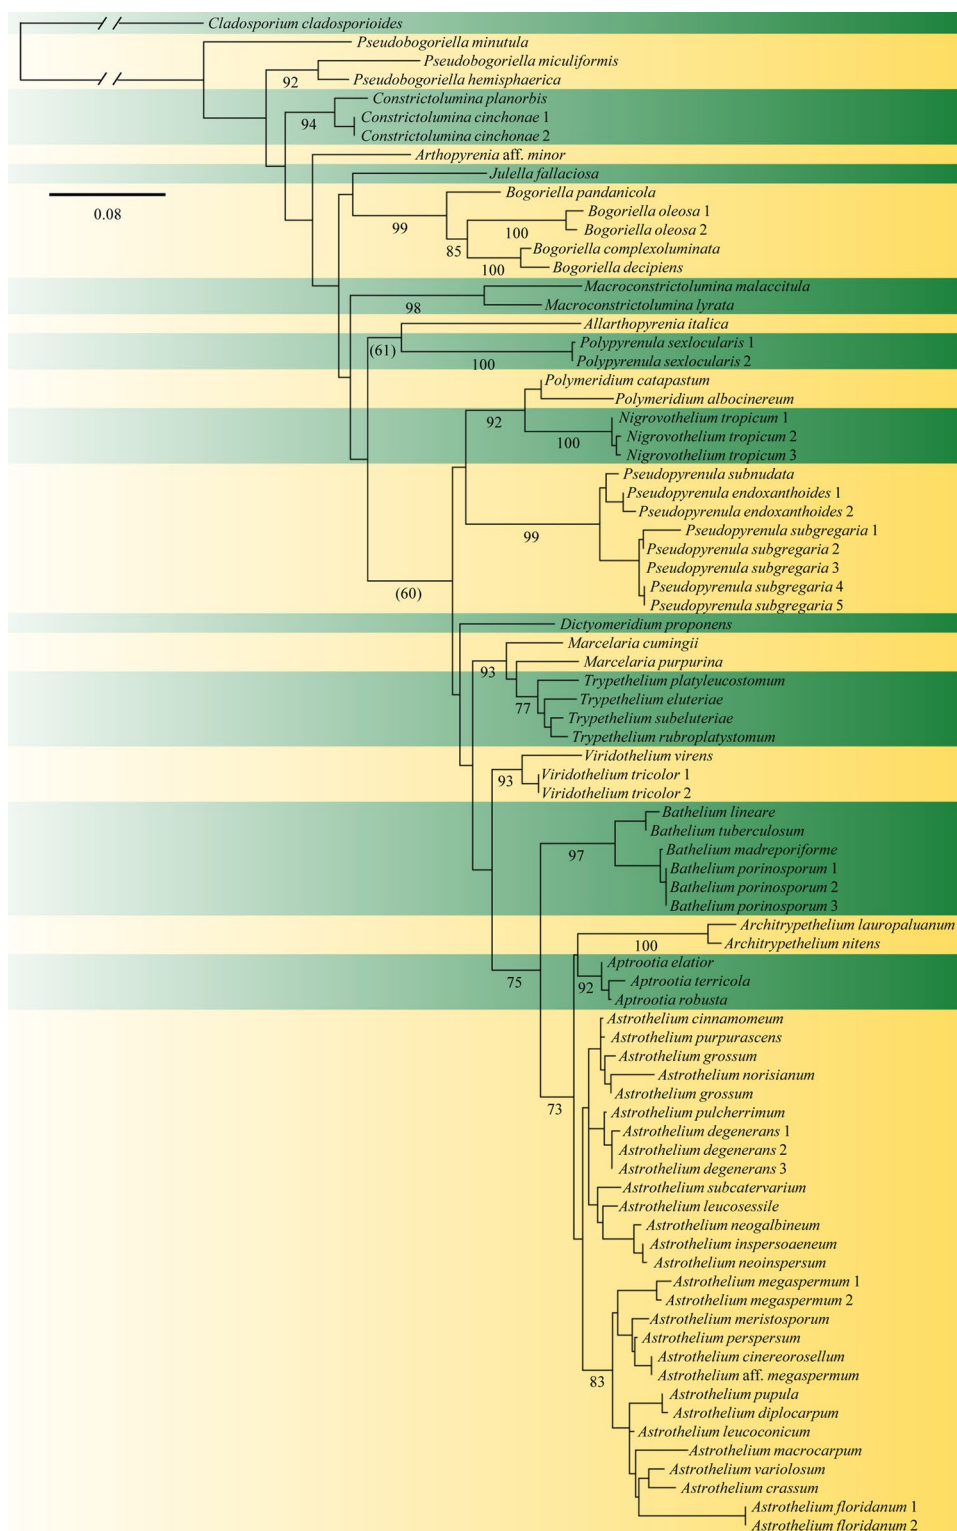 Cladosporium cladosporioides
Pseudobogoriella minutula
Pseudobogoriella miculiformis
92
Pseudobogoriella hemisphaerica
Constrictolumina planorbis
94
Constrictolumina cinchonae 1
Constrictolumina cinchonae 2
Arthopyrenia aff. minor
Julella fallaciosa
0.08
Bogoriella pandanicola
99
Bogoriella oleosa 1
100
Bogoriella oleosa 2
85
Bogoriella complexoluminata
100
Bogoriella decipiens
Macroconstrictolumina malaccitula
98
Macroconstrictolumina lyrata
Allarthopyrenia italica
(61)
Polypyrenula sexlocularis 1
100
Polypyrenula sexlocularis 2
Polymeridium catapastum
Polymeridium albocinereum
92
Nigrovothelium tropicum 1
100
Nigrovothelium tropicum 2
Nigrovothelium tropicum 3
Pseudopyrenula subnudata
Pseudopyrenula endoxanthoides 1
Pseudopyrenula endoxanthoides 2
99
Pseudopyrenula subgregaria 1
Pseudopyrenula subgregaria 2
Pseudopyrenula subgregaria 3
Pseudopyrenula subgregaria 4
(60)
Pseudopyrenula subgregaria 5
Dictyomeridium proponens
Marcelaria cumingii
93
Marcelaria purpurina
Trypethelium platyleucostomum
77
Trypethelium eluteriae
Trypethelium subeluteriae
Trypethelium rubroplatystomum
Viridothelium virens
93
Viridothelium tricolor 1
Viridothelium tricolor 2
Bathelium lineare
Bathelium tuberculosum
97
Bathelium madreporiforme
Bathelium porinosporum 1
Bathelium porinosporum 2
Bathelium porinosporum 3
Architrypethelium lauropaluanum
100
Architrypethelium nitens
75
Aptrootia elatior
92
Aptrootia terricola
Aptrootia robusta
Astrothelium cinnamomeum
Astrothelium purpurascens
Astrothelium grossum
Astrothelium norisianum
Astrothelium grossum
73
Astrothelium pulcherrimum
Astrothelium degenerans 1
Astrothelium degenerans 2
Astrothelium degenerans 3
Astrothelium subcatervarium
Astrothelium leucosessile
Astrothelium neogalbineum
Astrothelium inspersoaeneum
Astrothelium neoinspersum
Astrothelium megaspermum 1
Astrothelium megaspermum 2
Astrothelium meristosporum
Astrothelium perspersum
Astrothelium cinereorosellum
83
Astrothelium aff. megaspermum
Astrothelium pupula
Astrothelium diplocarpum
Astrothelium leucoconicum
Astrothelium macrocarpum
Astrothelium variolosum
Astrothelium crassum
Astrothelium floridanum 1
Astrothelium floridanum 2